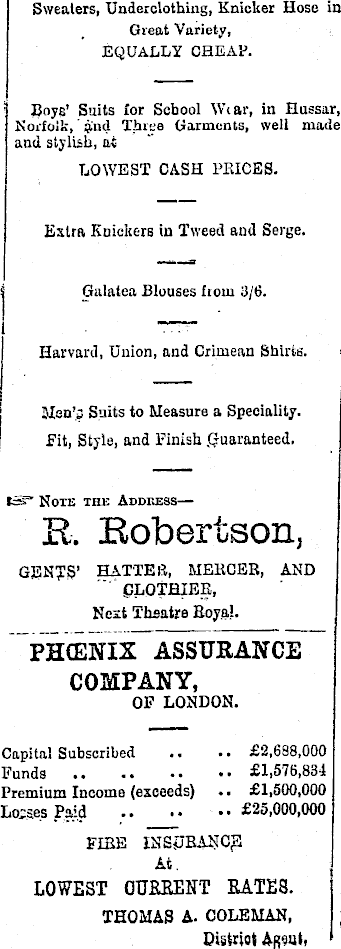 Sweaters, Underclothing, Knicker Hose in
Great Variety,
EQUALLY CHEAP.
Boys' Suits for School Wear, in Hussar,
Norfolk, and Three Garments, well made
and stylish, at
LOWEST CASH PRICES.
Extra Knickers in Tweed and Serge.
Galatea Blouses from 3/6.
Harvard, Union, and Crimean Shirts.
Men's Suits to Measure a Speciality.
Fit, Style, and Finish Guaranteed.
☞ NOTE THE ADDRESS—
R. Robertson,
GENTS' HATTER, MERCER, AND
CLOTHIER,
Next Theatre Royal.
PHŒNIX ASSURANCE
COMPANY,
OF LONDON.
Capital Subscribed .. .. £2,688,000
Funds .. .. .. .. £1,576,834
Premium Income (exceeds) .. £1,500,000
Losses Paid .. .. .. £25,000,000
FIRE INSURANCE
At
LOWEST CURRENT RATES.
THOMAS A. COLEMAN,
District Agent,